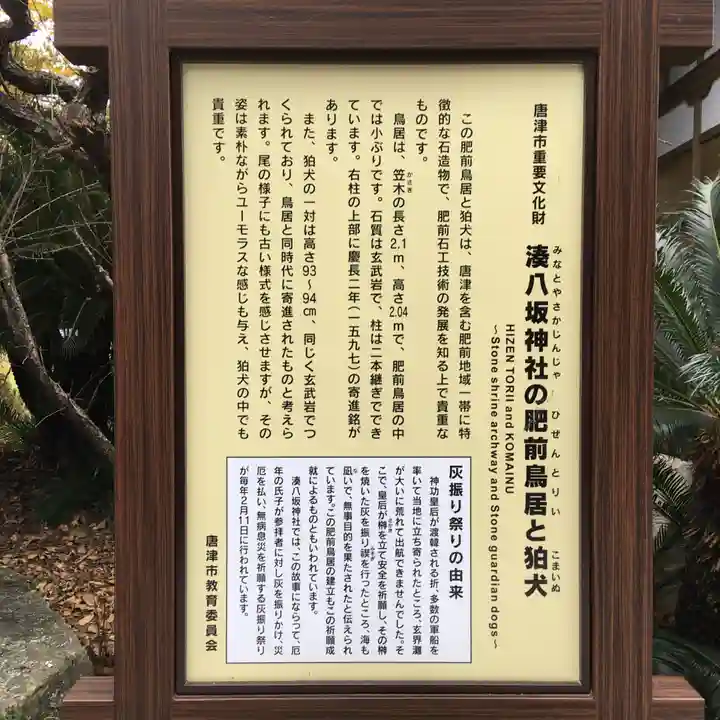 唐津市重要文化財
みなとやさかじんじゃ ひぜんとりい こまいぬ
湊八坂神社の肥前鳥居と狛犬
HIZEN TORII and KOMAINU
～Stone shrine archway and Stone guardian dogs～
この肥前鳥居と狛犬は、唐津を含む肥前地域一帯に特
徴的な石造物で、肥前石工技術の発展を知る上で貴重な
ものです。
鳥居は、笠木の長さ2.1m、高さ2.04mで、肥前鳥居の中
かさぎ
では小ぶりです。石質は玄武岩で、柱は二本継ぎででき
ています。右柱の上部に慶長二年（一五九七）の寄進銘が
あります。
また、狛犬の一対は高さ93～94㎝、同じく玄武岩でつ
くられており、鳥居と同時代に寄進されたものと考えら
れます。尾の様子にも古い様式を感じさせますが、その
姿は素朴ながらユーモラスな感じも与え、狛犬の中でも
貴重です。
灰振り祭りの由来
神功皇后が渡韓される折、多数の軍船を
率いて当地に立ち寄られたところ、玄界灘
が大いに荒れて出航できませんでした。そ
こで、皇后が榊を立て安全を祈願し、その榊
を焼いた灰を振り禊を行ったところ、海も
凪いで、無事目的を果たされたと伝えられ
ています。この肥前鳥居の建立もこの祈願成
就によるものともいわれています。
湊八坂神社では、この故事にならって、厄
年の氏子が参拝者に対し灰を振りかけ、災
厄を払い、無病息災を祈願する灰振り祭り
が毎年2月11日に行われています。
唐津市教育委員会